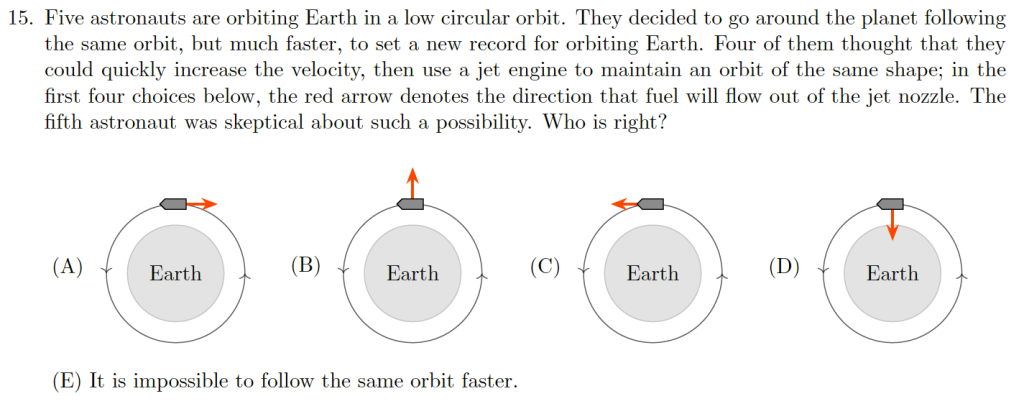 15. Five astronauts are orbiting Earth in a low circular orbit. They decided to go around the planet following
the same orbit, but much faster, to set a new record for orbiting Earth. Four of them thought that they
could quickly increase the velocity, then use a jet engine to maintain an orbit of the same shape; in the
first four choices below, the red arrow denotes the direction that fuel will flow out of the jet nozzle. The
fifth astronaut was skeptical about such a possibility. Who is right?
(A) Earth (B) Earth (C) Earth (D) Earth
(E) It is impossible to follow the same orbit faster.